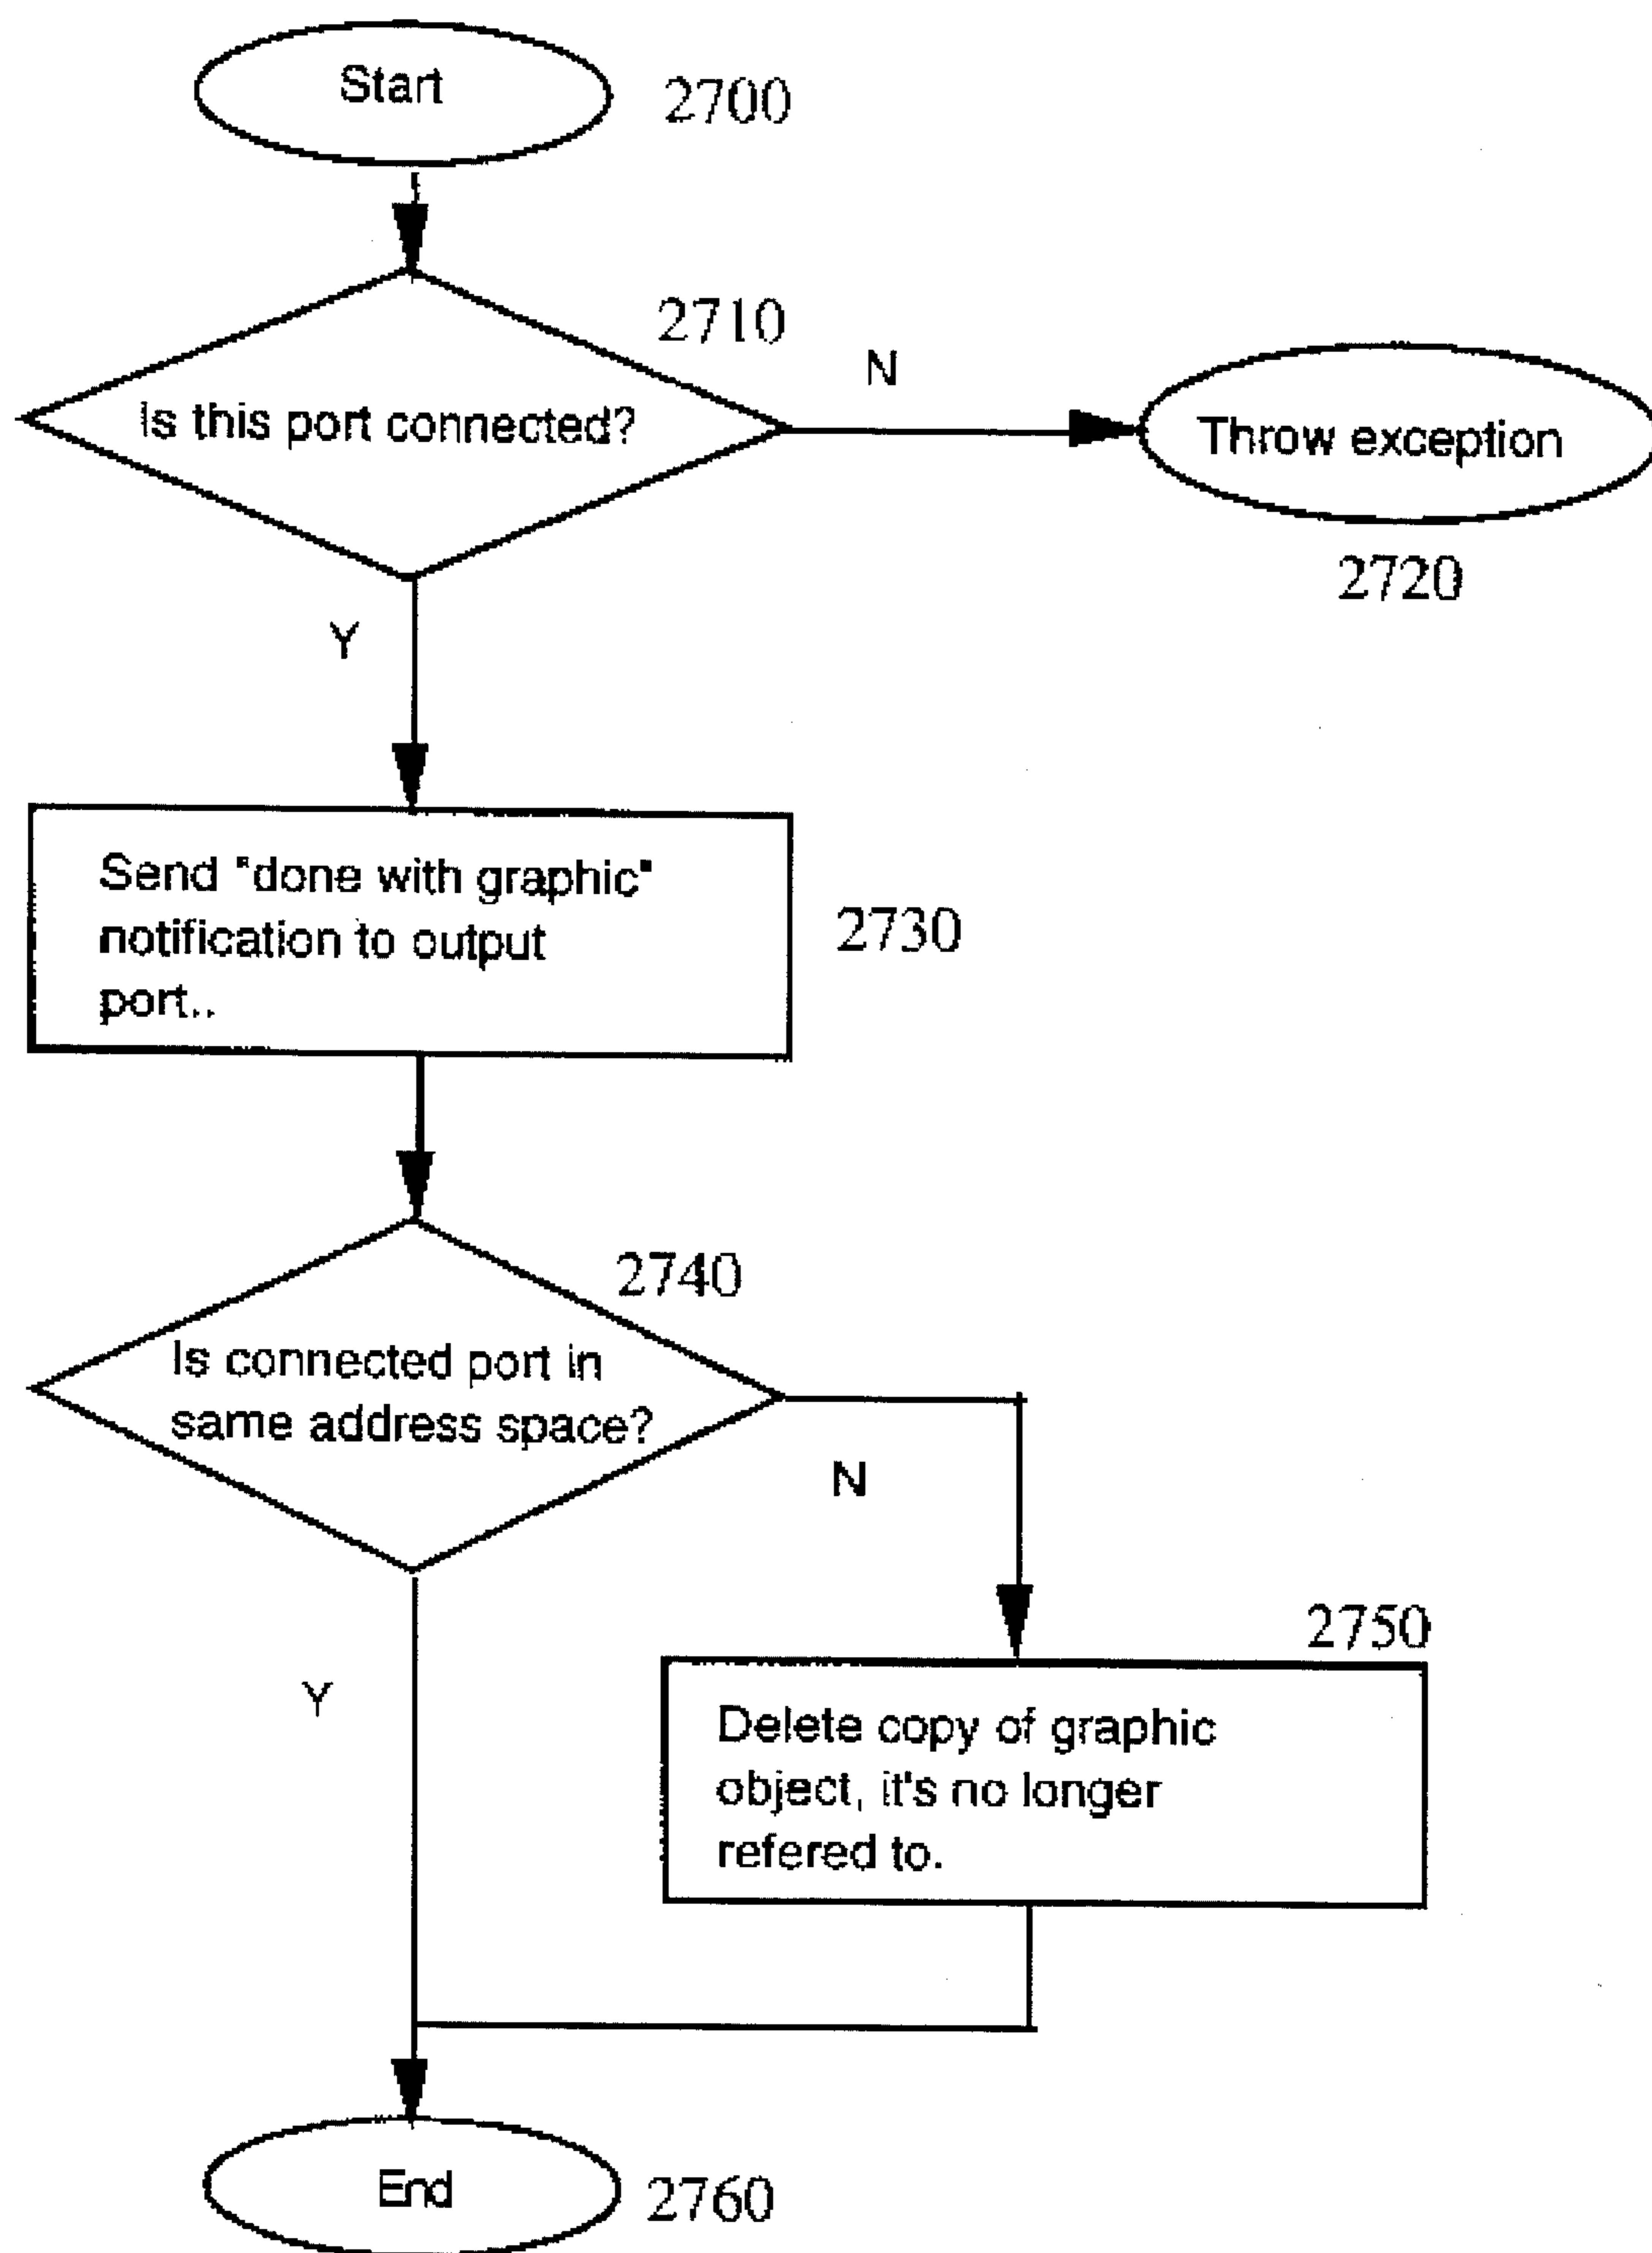 Start
2700
2710
N
Is this port connected?
Throw exception
2720
Y
Send "done with graphic"
notification to output
port..
2730
2740
Is connected port in
same address space?
N
2750
Y
Delete copy of graphic
object, it's no longer
refered to.
End
2760